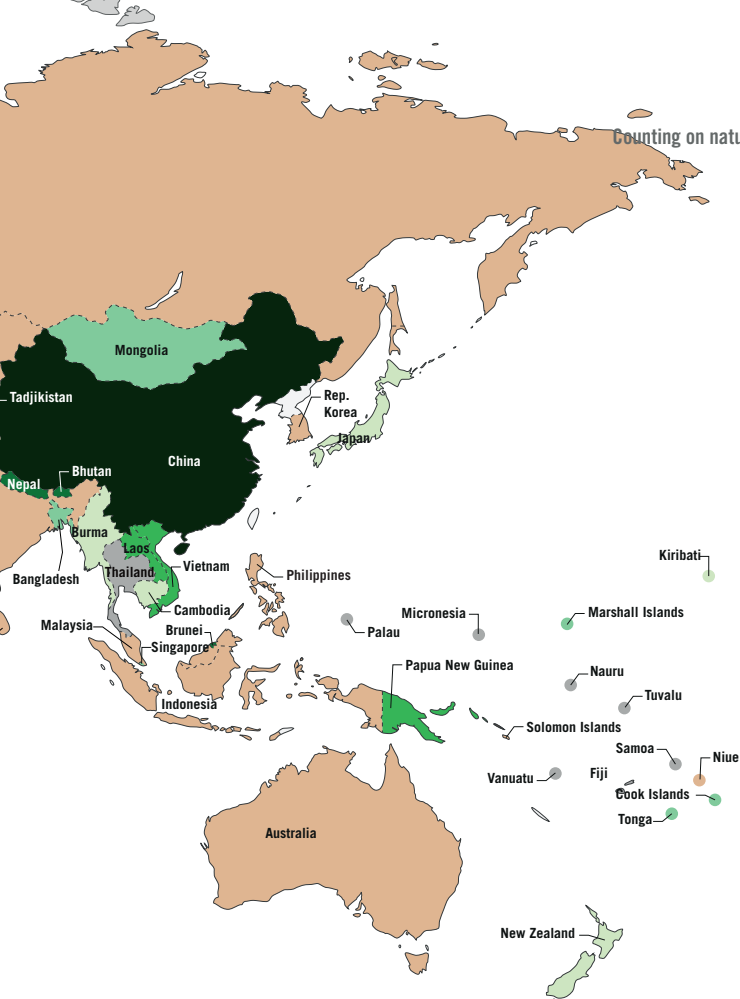 Counting on natu
Mongolia
Tadjikistan
Rep.
Korea
Japan
China
Bhutan
Nepal
Burma
Laos
Kiribati
Vietnam
Thailand
Philippines
Bangladesh
Cambodia
Micronesia
Marshall Islands
Malaysia
Brunei
Palau
Singapore
Papua New Guinea
Nauru
Tuvalu
Indonesia
Solomon Islands
Samoa
Niue
Vanuatu
Fiji
Cook Islands
Tonga
Australia
New Zealand